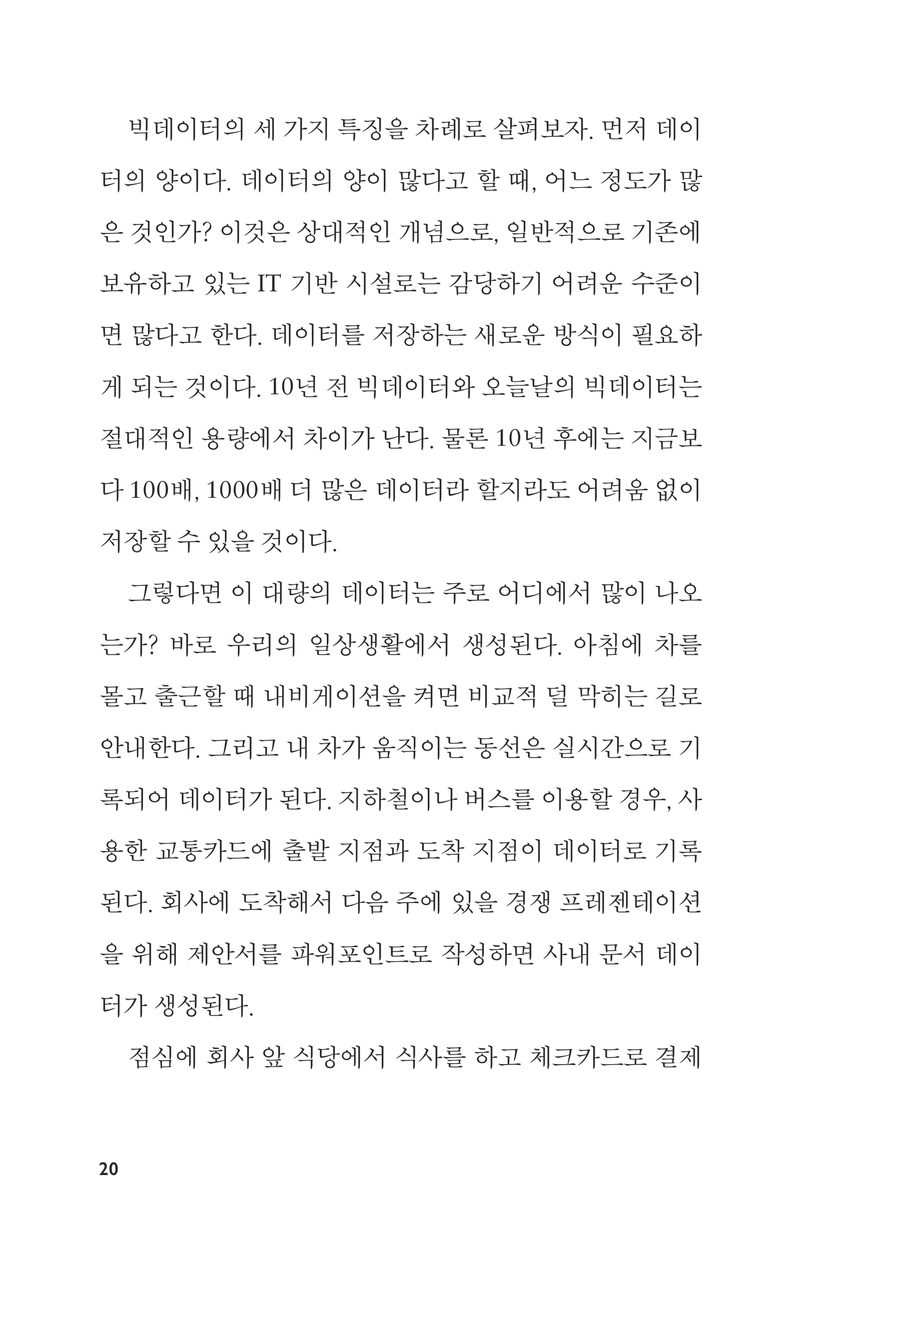 빅데이터의 세 가지 특징을 차례로 살펴보자. 먼저 데이
터의 양이다. 데이터의 양이 많다고 할 때, 어느 정도가 많
은 것인가? 이것은 상대적인 개념으로, 일반적으로 기존에
보유하고 있는 IT 기반 시설로는 감당하기 어려운 수준이
면 많다고 한다. 데이터를 저장하는 새로운 방식이 필요하
게 되는 것이다. 10년 전 빅데이터와 오늘날의 빅데이터는
절대적인 용량에서 차이가 난다. 물론 10년 후에는 지금보
다 100배, 1000배 더 많은 데이터라 할지라도 어려움 없이
저장할 수 있을 것이다.
그렇다면 이 대량의 데이터는 주로 어디에서 많이 나오
는가? 바로 우리의 일상생활에서 생성된다. 아침에 차를
몰고 출근할 때 내비게이션을 켜면 비교적 덜 막히는 길로
안내한다. 그리고 내 차가 움직이는 동선은 실시간으로 기
록되어 데이터가 된다. 지하철이나 버스를 이용할 경우, 사
용한 교통카드에 출발 지점과 도착 지점이 데이터로 기록
된다. 회사에 도착해서 다음 주에 있을 경쟁 프레젠테이션
을 위해 제안서를 파워포인트로 작성하면 사내 문서 데이
터가 생성된다.
점심에 회사 앞 식당에서 식사를 하고 체크카드로 결제
20